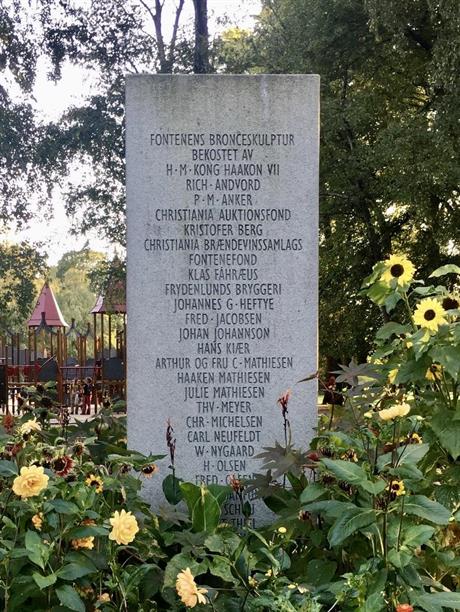 FONTENENS BRONCESKULPTUR
BEKOSTET AV
H·M·KONG HAAKON VII
RICH·ANDVORD
P·M·ANKER
CHRISTIANIA AUKTIONSFOND
KRISTOFER BERG
CHRISTIANIA BRÆNDEVINSSAMLAGS
FONTENEFOND
KLAS FÅHRÆUS
FRYDENLUNDS BRYGGERI
JOHANNES G·HEFTYE
FRED·JACOBSEN
JOHAN JOHANNSON
HANS KIÆR
ARTHUR OG FRU C·MATHIESEN
HAAKEN MATHIESEN
JULIE MATHIESEN
THV·MEYER
CHR·MICHELSEN
CARL NEUFELDT
W·NYGAARD
H·OLSEN
FRED·